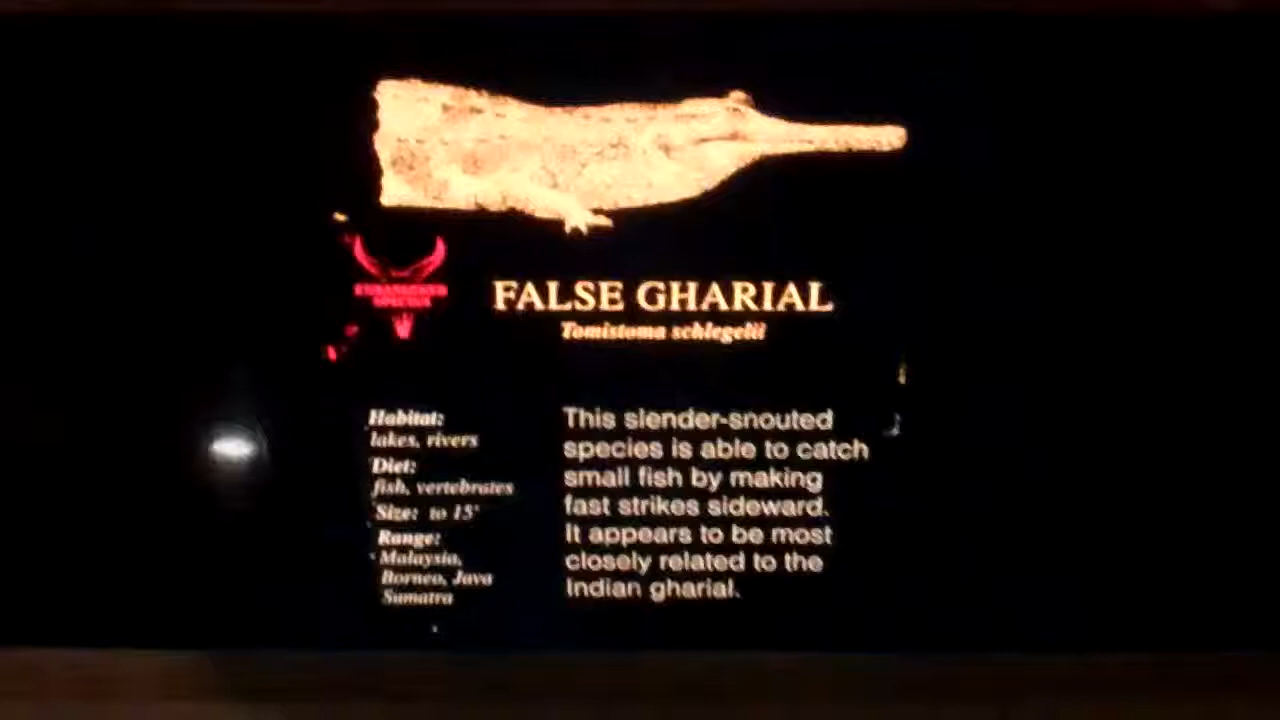 ENDANGERED
SPECIES
FALSE GHARIAL
Tomistoma schlegelii
Habitat:
lakes, rivers
Diet:
fish, vertebrates
Size: to 15'
Range:
Malaysia,
Borneo, Java
Sumatra
This slender-snouted
species is able to catch
small fish by making
fast strikes sideward.
It appears to be most
closely related to the
Indian gharial.